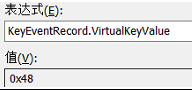 表达式(E):
KeyEventRecord.VirtualKeyValue
值(V):
0x48